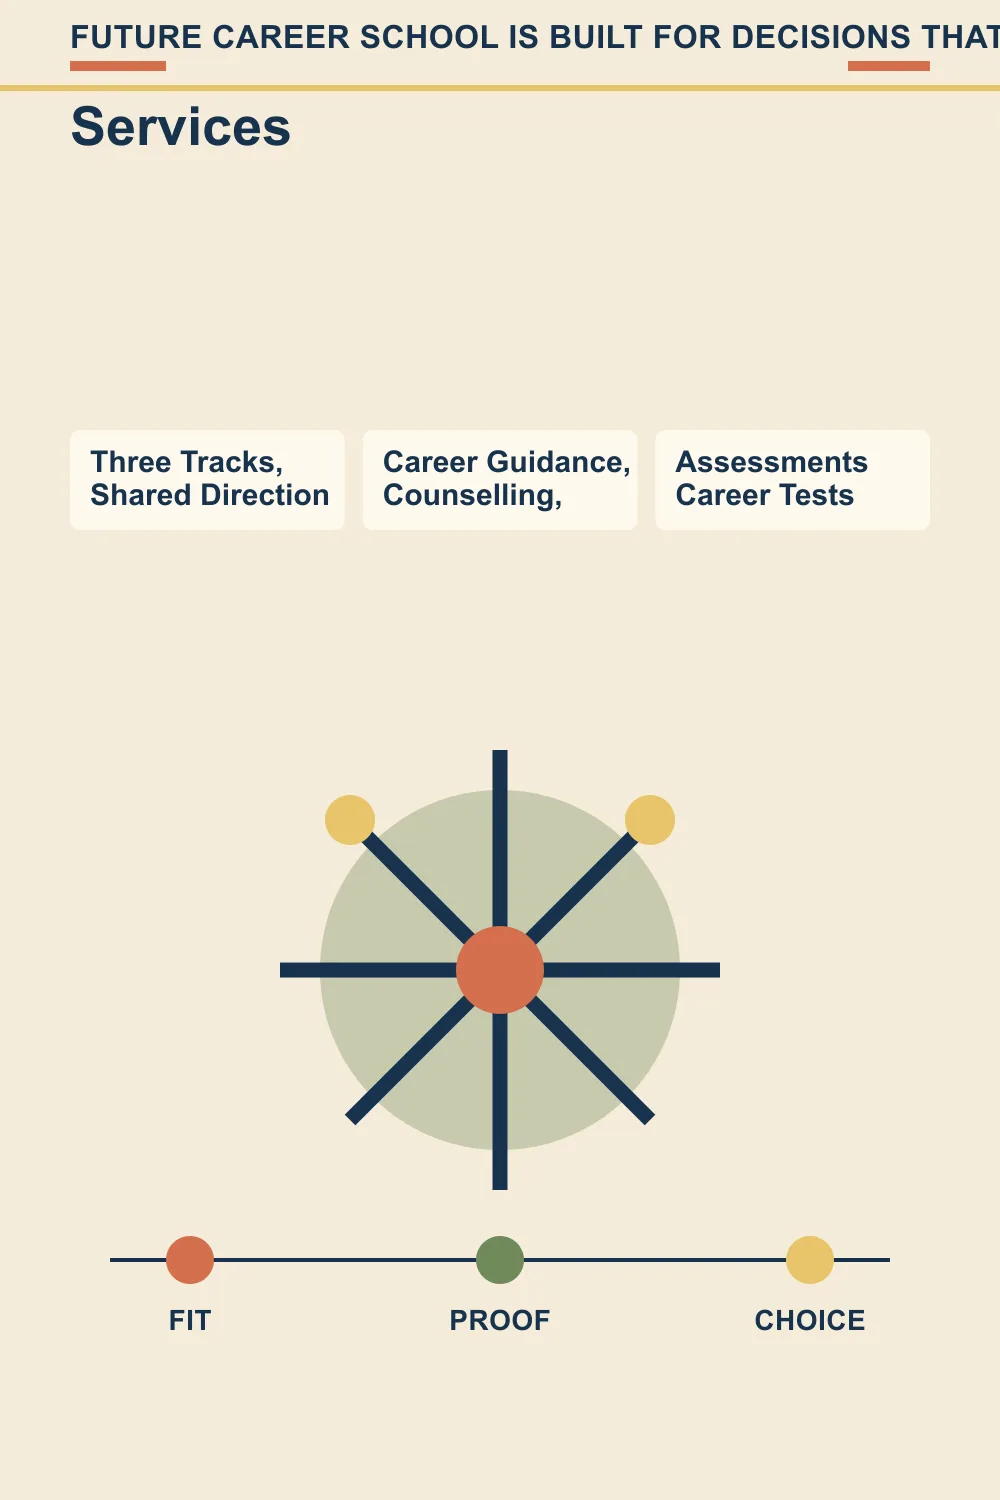 FUTURE CAREER SCHOOL IS BUILT FOR DECISIONS THAT
Services
Three Tracks,
Shared Direction
Career Guidance,
Counselling,
Assessments
Career Tests
FIT
PROOF
CHOICE